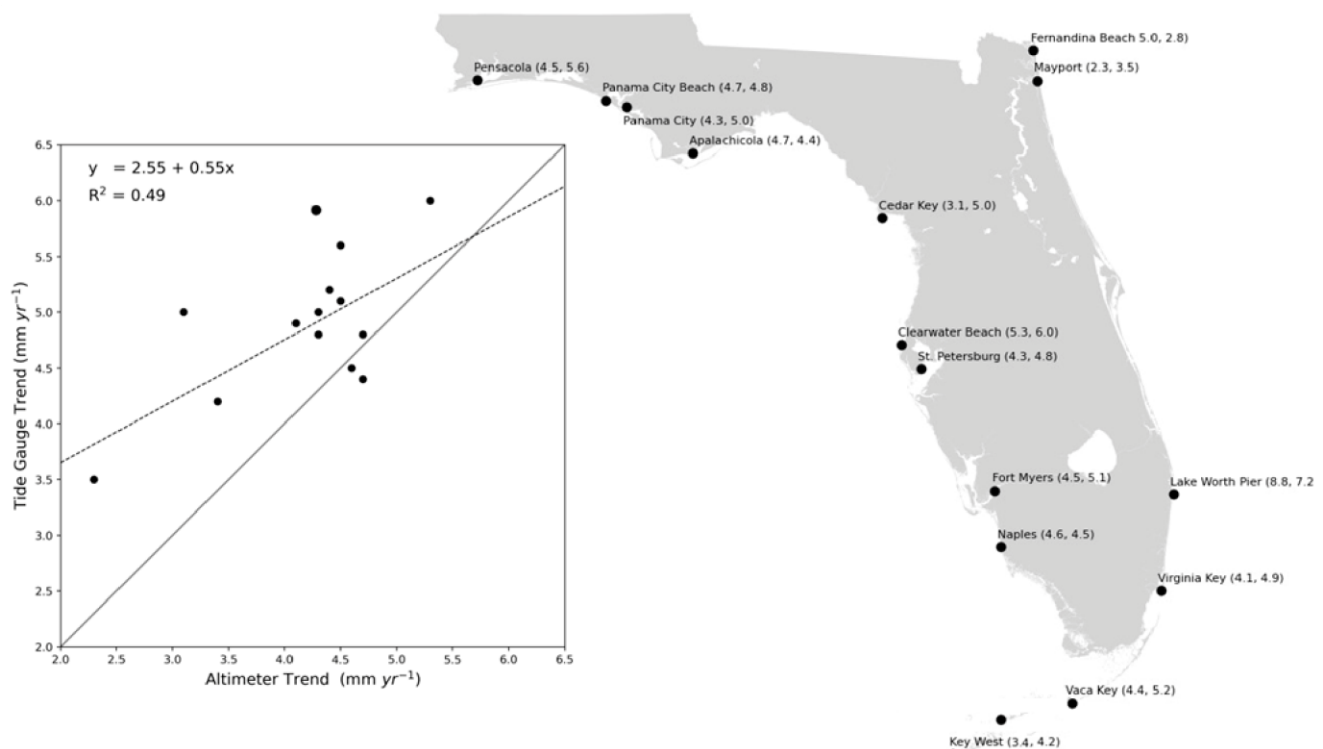 Fernandina Beach 5.0, 2.8)
Pensacola (4.5, 5.6)
Mayport (2.3, 3.5)
Panama City Beach (4.7, 4.8)
Panama City (4.3, 5.0)
Apalachicola (4.7, 4.4)
Cedar Key (3.1, 5.0)
Clearwater Beach (5.3, 6.0)
St. Petersburg (4.3, 4.8)
Fort Myers (4.5, 5.1)
Lake Worth Pier (8.8, 7.2
Naples (4.6, 4.5)
Virginia Key (4.1, 4.9)
Vaca Key (4.4, 5.2)
Key West (3.4, 4.2)
y = 2.55 + 0.55x
R² = 0.49
Tide Gauge Trend (mm yr⁻¹)
6.5
6.0
5.5
5.0
4.5
4.0
3.5
3.0
2.5
2.0
2.0 2.5 3.0 3.5 4.0 4.5 5.0 5.5 6.0 6.5
Altimeter Trend (mm yr⁻¹)